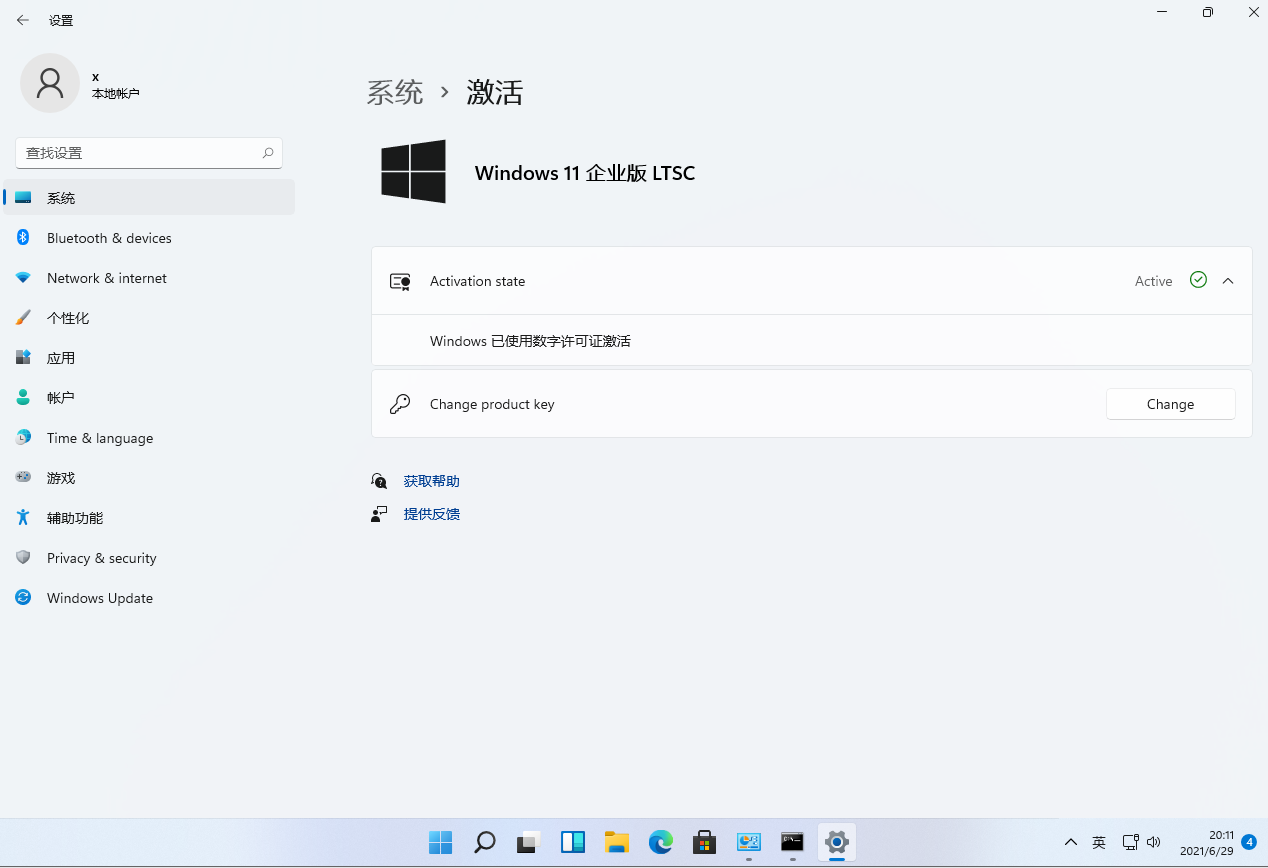 设置
x
本地帐户
查找设置
系统
Bluetooth & devices
Network & internet
个性化
应用
帐户
Time & language
游戏
辅助功能
Privacy & security
Windows Update
系统 › 激活
Windows 11 企业版 LTSC
Activation state
Active
Windows 已使用数字许可证激活
Change product key
Change
获取帮助
提供反馈
英
20:11
2021/6/29
4